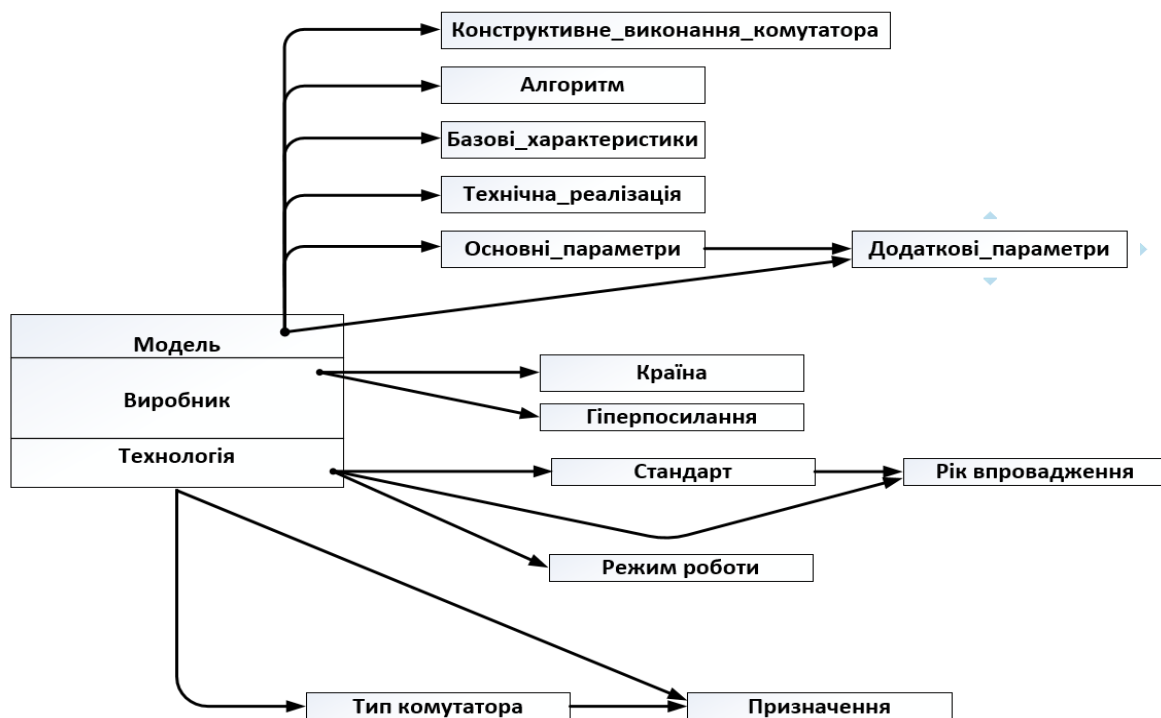 Конструктивне_виконання_комутатора
Алгоритм
Базові_характеристики
Технічна_реалізація
Основні_параметри
Додаткові_параметри
Модель
Виробник
Технологія
Країна
Гіперпосилання
Стандарт
Рік впровадження
Режим роботи
Тип комутатора
Призначення